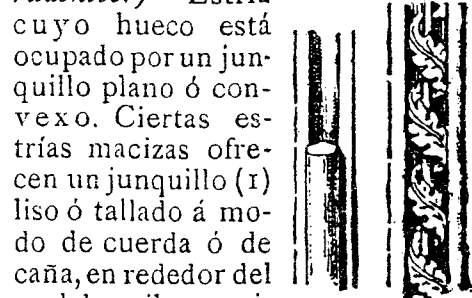 Estría
cuyo hueco está
ocupado por un jun-
quillo plano ó con-
vexo. Ciertas es-
trías macizas ofre-
cen un junquillo (1)
liso ó tallado á mo-
do de cuerda ó de
caña, en rededor del